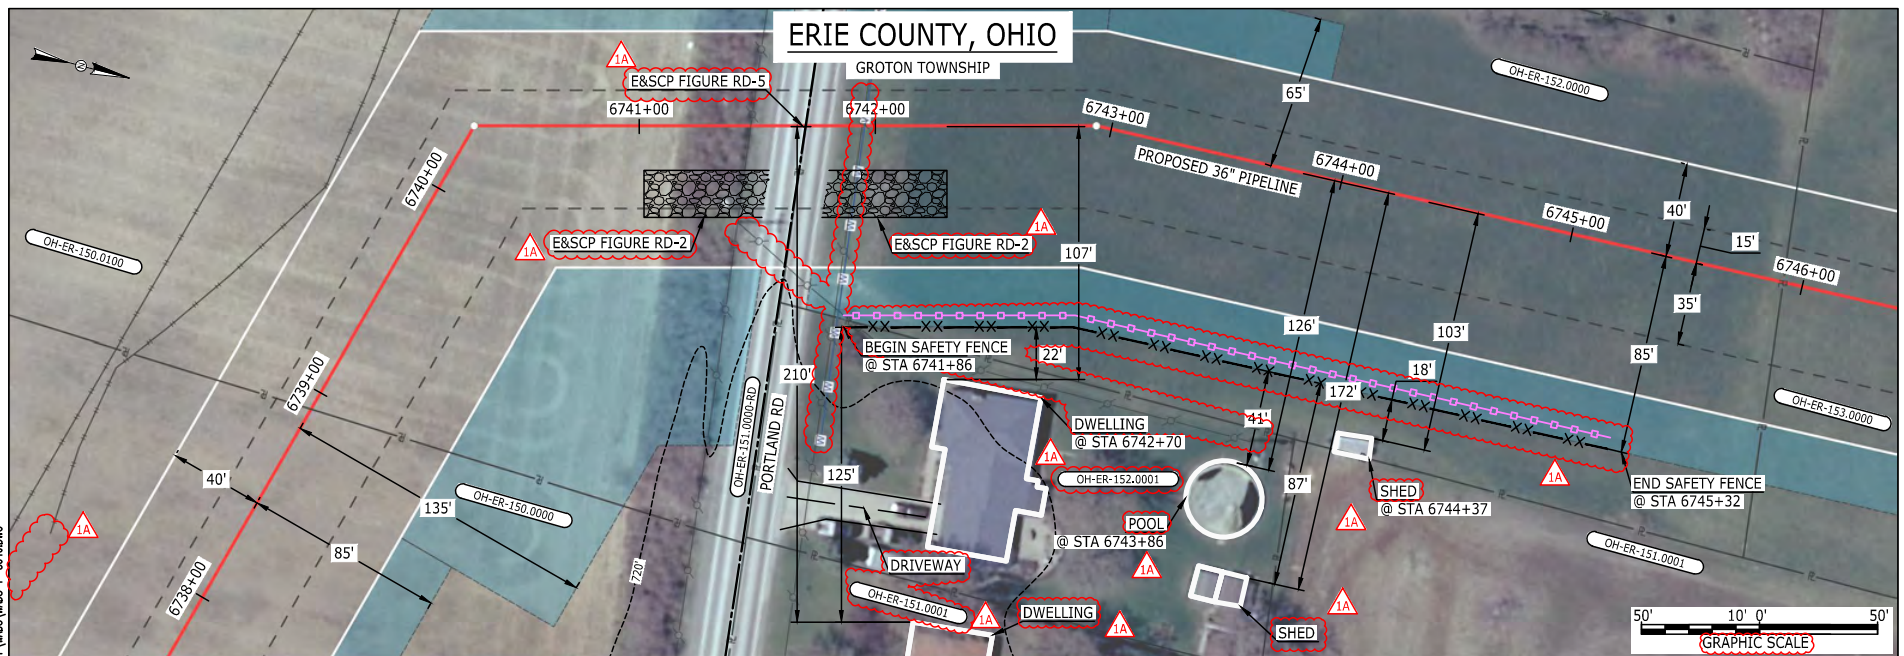 ERIE COUNTY, OHIO
GROTON TOWNSHIP
N
1A
E&SCP FIGURE RD-5
6741+00
6742+00
6743+00
65'
OH-ER-152.0000
PROPOSED 36" PIPELINE
6744+00
6740+00
6745+00
40'
15'
6746+00
35'
OH-ER-150.0100
1A
E&SCP FIGURE RD-2
E&SCP FIGURE RD-2
1A
107'
W
W
W
W
W
W
W
126'
103'
85'
BEGIN SAFETY FENCE
@ STA 6741+86
22'
18'
172'
210'
6739+00
OH-ER-151.0000-RD
PORTLAND RD
DWELLING
@ STA 6742+70
41'
OH-ER-153.0000
40'
135'
OH-ER-150.0000
125'
1A
OH-ER-152.0001
87'
1A
SHED
@ STA 6744+37
END SAFETY FENCE
@ STA 6745+32
1A
85'
POOL
@ STA 6743+86
1A
1A
OH-ER-151.0001
720'
DRIVEWAY
6738+00
OH-ER-151.0001
1A
DWELLING
1A
1A
SHED
50'
10'
0'
50'
GRAPHIC SCALE